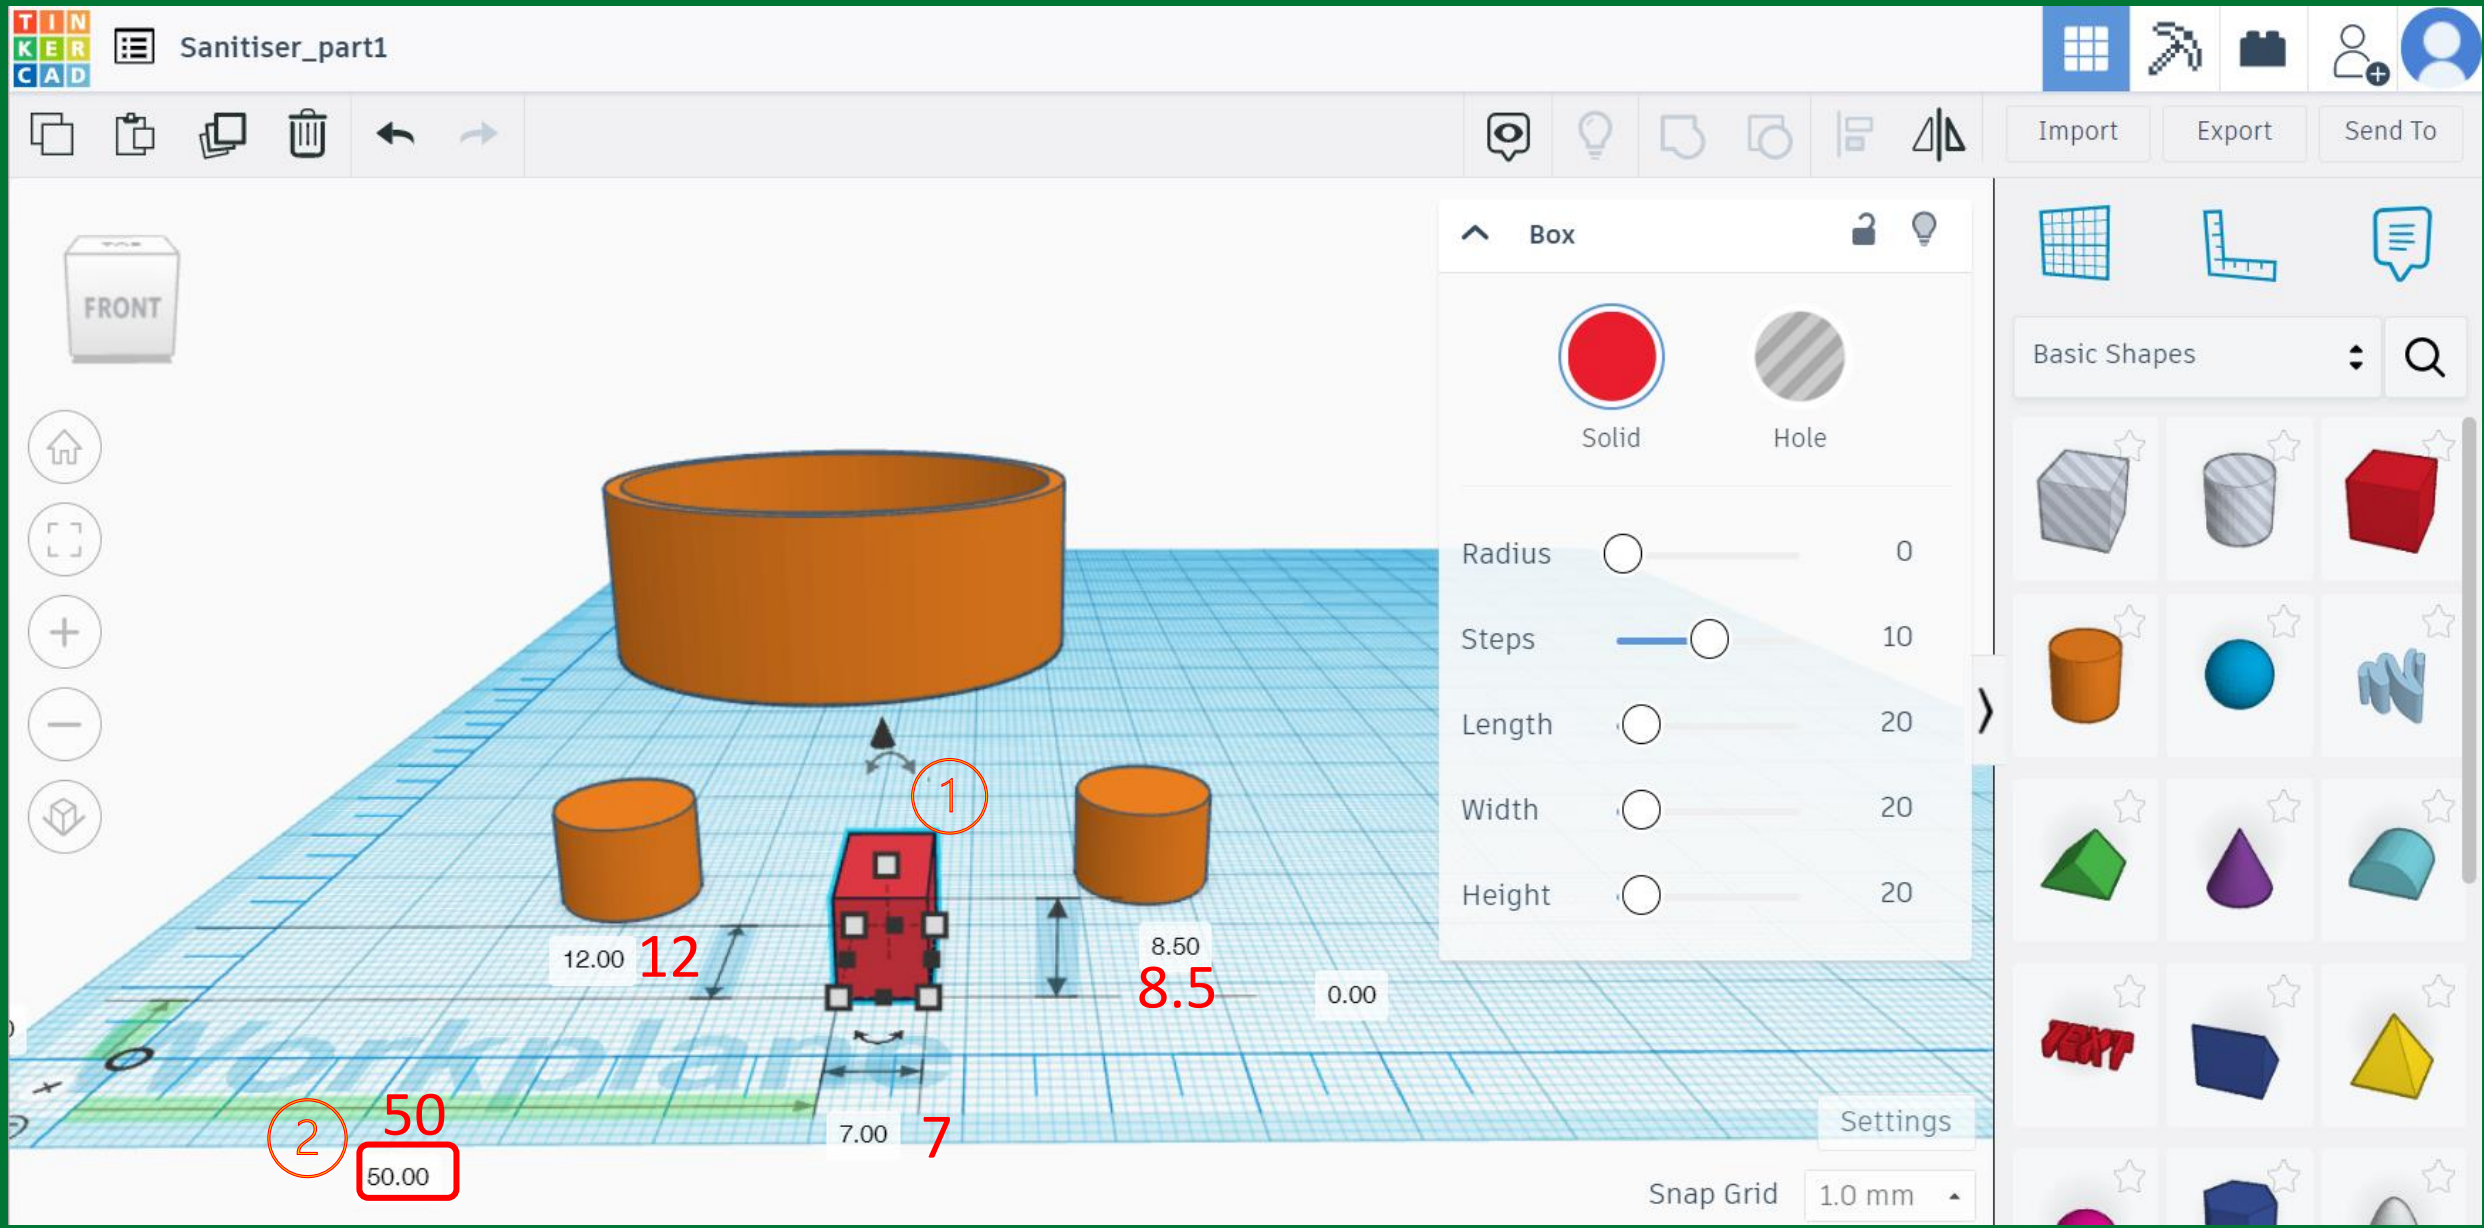 TIN
KER
CAD
Sanitiser_part1
Import
Export
Send To
FRONT
Box
Solid
Hole
Radius 0
Steps 10
Length 20
Width 20
Height 20
Basic Shapes
TEXT
1
12.00 12
8.50
8.5
0.00
Workplane
2
50
50.00
7.00 7
Settings
Snap Grid 1.0 mm